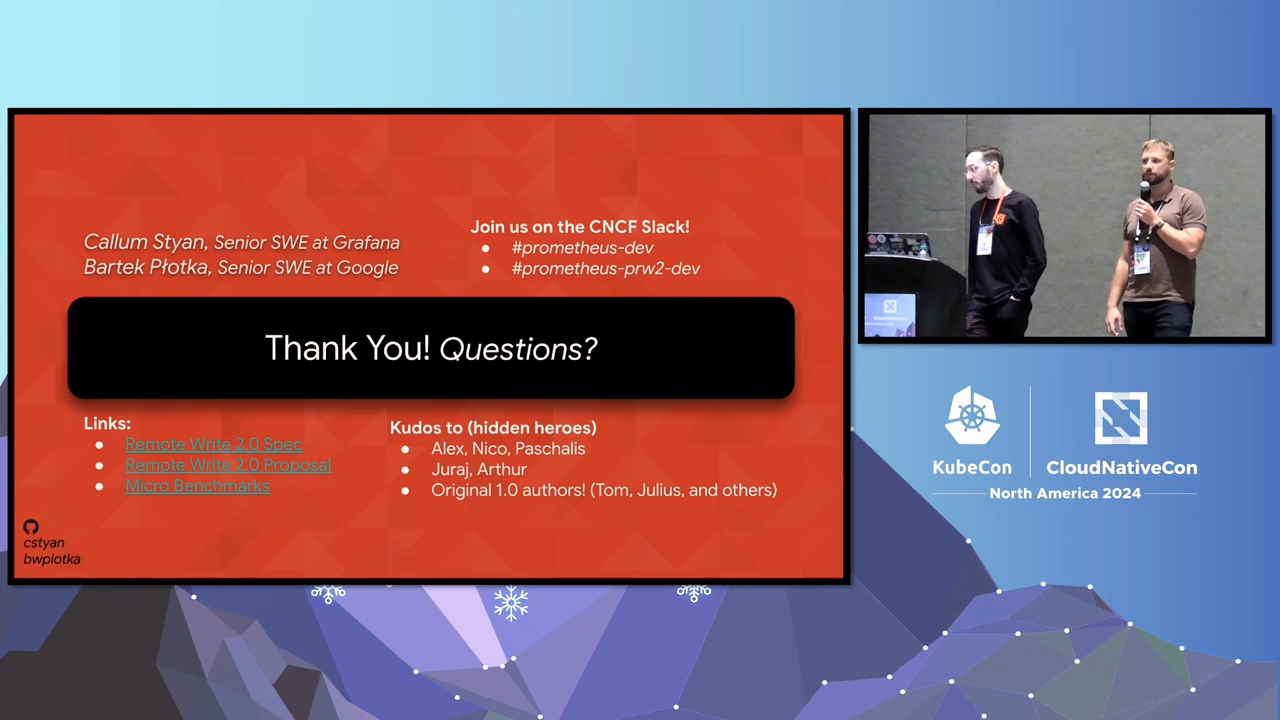 Callum Styan, Senior SWE at Grafana
Bartek Płotka, Senior SWE at Google
Join us on the CNCF Slack!
#prometheus-dev
#prometheus-prw2-dev
Thank You! Questions?
Links:
Remote Write 2.0 Spec
Remote Write 2.0 Proposal
Micro Benchmarks
Kudos to (hidden heroes)
Alex, Nico, Paschalis
Juraj, Arthur
Original 1.0 authors! (Tom, Julius, and others)
cstyan
bwplotka
KubeCon
CloudNativeCon
North America 2024